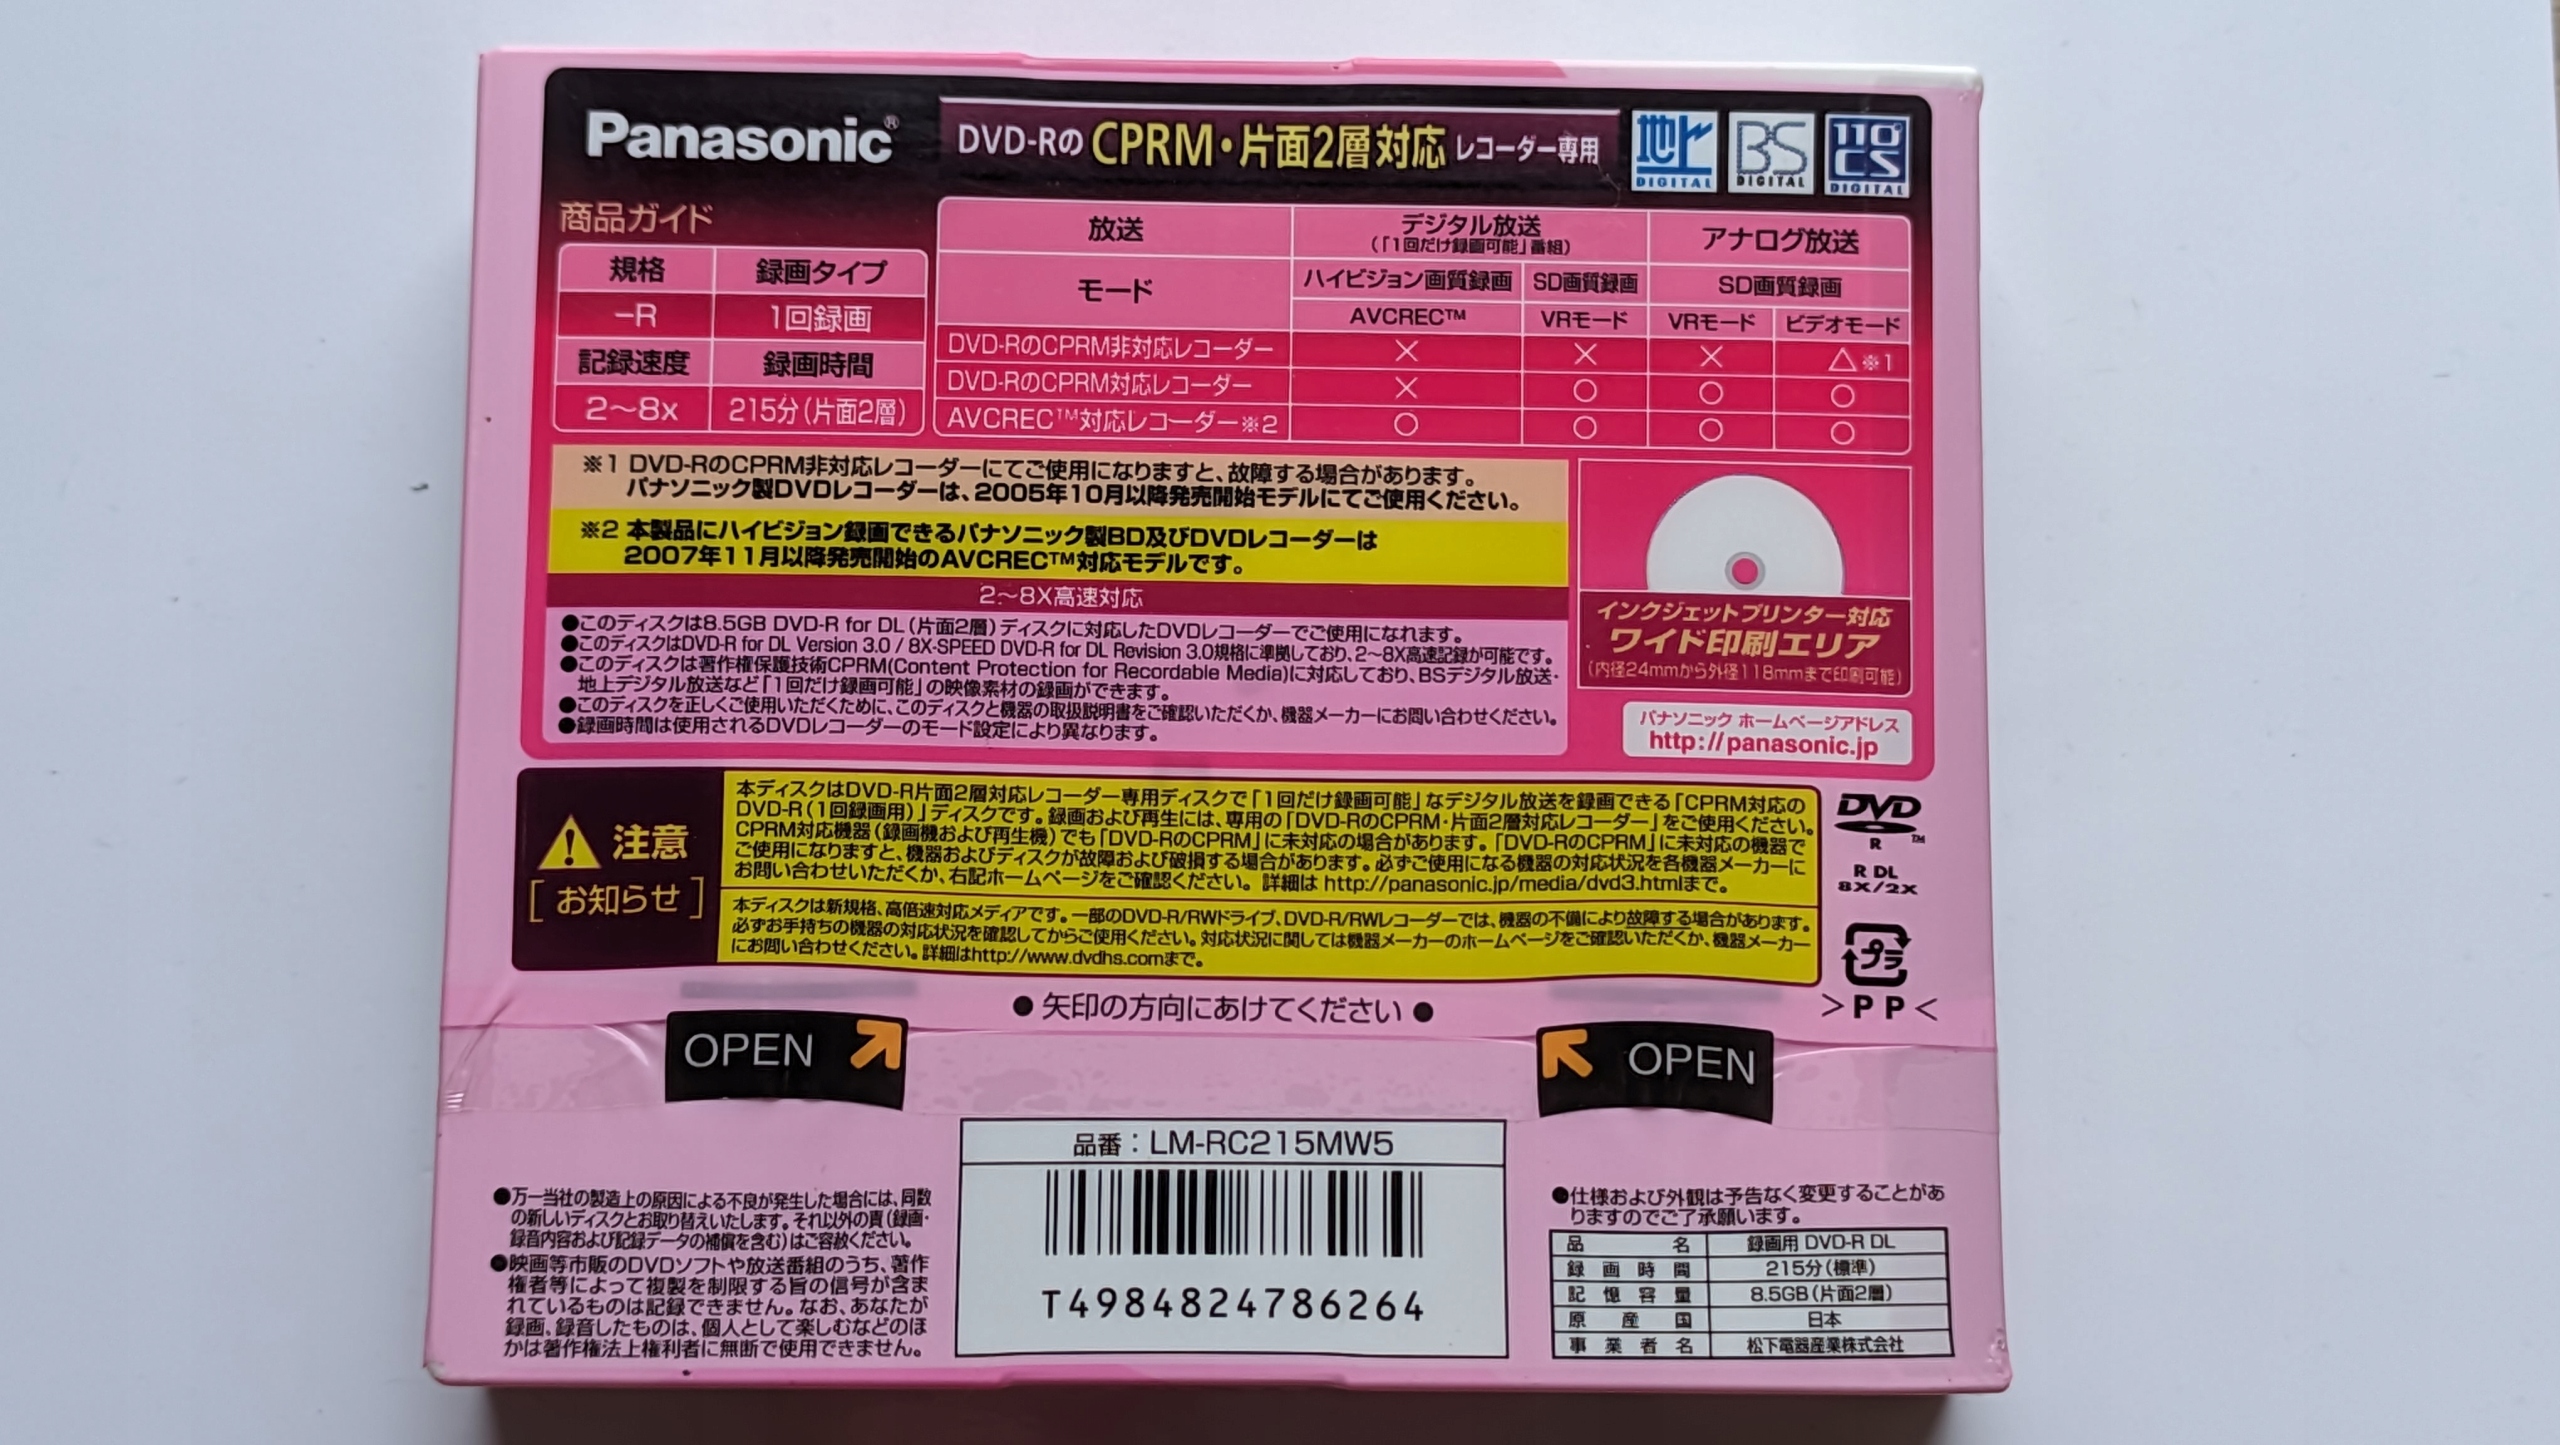 Panasonic®
DVD-Rの CPRM・片面2層対応 レコーダー専用
地上 DIGITAL
BS DIGITAL
110° CS DIGITAL
商品ガイド
規格 録画タイプ
−R 1回録画
記録速度 録画時間
2〜8x 215分(片面2層)
放送 デジタル放送 (「1回だけ録画可能」番組) アナログ放送
モード ハイビジョン画質録画 SD画質録画 SD画質録画
AVCREC™ VRモード VRモード ビデオモード
DVD-RのCPRM非対応レコーダー × × × △※1
DVD-RのCPRM対応レコーダー × ○ ○ ○
AVCREC™対応レコーダー※2 ○ ○ ○ ○
※1 DVD-RのCPRM非対応レコーダーにてご使用になりますと、故障する場合があります。
パナソニック製DVDレコーダーは、2005年10月以降発売開始モデルにてご使用ください。
※2 本製品にハイビジョン録画できるパナソニック製BD及びDVDレコーダーは
2007年11月以降発売開始のAVCREC™対応モデルです。
2〜8X高速対応
●このディスクは8.5GB DVD-R for DL(片面2層)ディスクに対応したDVDレコーダーでご使用になれます。
●このディスクはDVD-R for DL Version 3.0 / 8X-SPEED DVD-R for DL Revision 3.0規格に準拠しており、2〜8X高速記録が可能です。
●このディスクは著作権保護技術CPRM(Content Protection for Recordable Media)に対応しており、BSデジタル放送・
地上デジタル放送など「1回だけ録画可能」の映像素材の録画ができます。
●このディスクを正しくご使用いただくために、このディスクと機器の取扱説明書をご確認いただくか、機器メーカーにお問い合わせください。
●録画時間は使用されるDVDレコーダーのモード設定により異なります。
インクジェットプリンター対応
ワイド印刷エリア
(内径24mmから外径118mmまで印刷可能)
パナソニック ホームページアドレス
http://panasonic.jp
注意
[お知らせ]
本ディスクはDVD-R片面2層対応レコーダー専用ディスクで「1回だけ録画可能」なデジタル放送を録画できる「CPRM対応の
DVD-R(1回録画用)」ディスクです。録画および再生には、専用の「DVD-RのCPRM・片面2層対応レコーダー」をご使用ください。
CPRM対応機器(録画機および再生機)でも「DVD-RのCPRM」に未対応の場合があります。「DVD-RのCPRM」に未対応の機器で
ご使用になりますと、機器およびディスクが故障および破損する場合があります。必ずご使用になる機器の対応状況を各機器メーカーに
お問い合わせいただくか、右記ホームページをご確認ください。詳細は http://panasonic.jp/media/dvd3.htmlまで。
本ディスクは新規格、高倍速対応メディアです。一部のDVD-R/RWドライブ、DVD-R/RWレコーダーでは、機器の不備により故障する場合があります。
必ずお手持ちの機器の対応状況を確認してからご使用ください。対応状況に関しては機器メーカーのホームページをご確認いただくか、機器メーカー
にお問い合わせください。詳細はhttp://www.dvdhs.comまで。
DVD
R ™
R DL
8X/2X
プラ
>PP<
●矢印の方向にあけてください●
OPEN
OPEN
品番:LM-RC215MW5
T4984824786264
●万一当社の製造上の原因による不良が発生した場合には、同数
の新しいディスクとお取り替えいたします。それ以外の責(録画・
録音内容および記録データの補償を含む)はご容赦ください。
●映画等市販のDVDソフトや放送番組のうち、著作
権者等によって複製を制限する旨の信号が含ま
れているものは記録できません。なお、あなたが
録画、録音したものは、個人として楽しむなどのほ
かは著作権法上権利者に無断で使用できません。
●仕様および外観は予告なく変更することがあ
りますのでご了承願います。
品名 録画用 DVD-R DL
録画時間 215分(標準)
記憶容量 8.5GB(片面2層)
原産国 日本
事業者名 松下電器産業株式会社